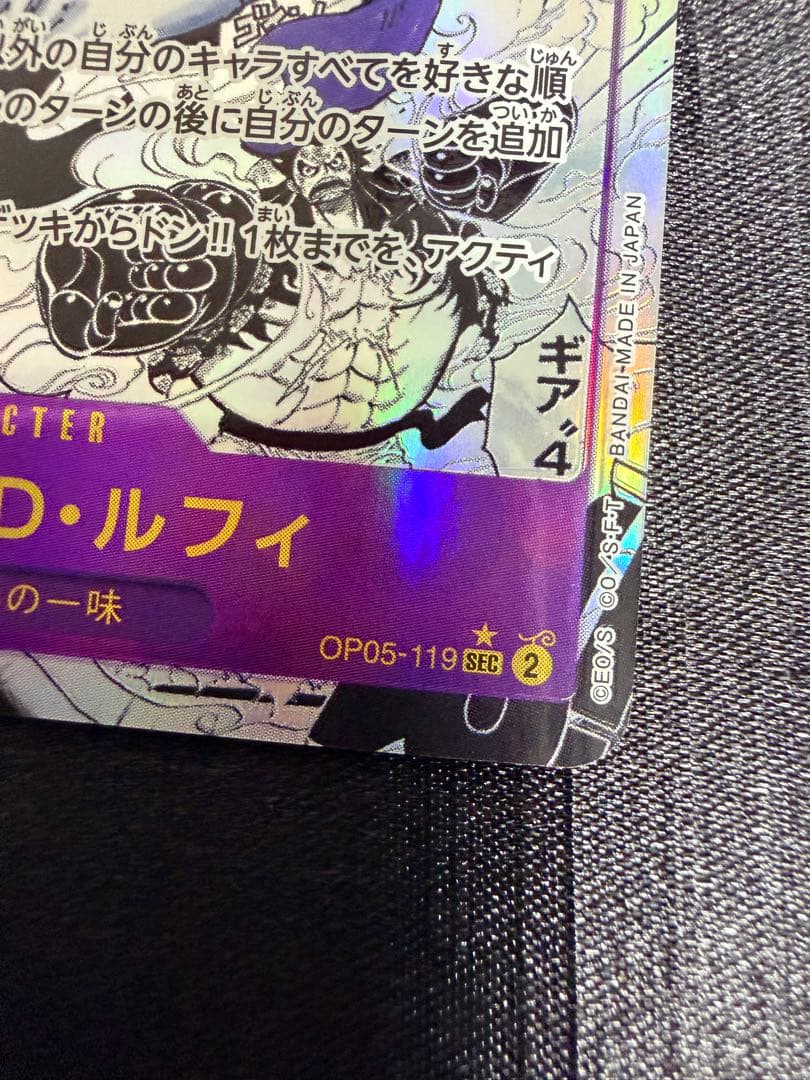 外の自分のキャラすべてを好きな順
のターンの後に自分のターンを追加
デッキからドン!!1枚までを、アクティ
ギア"4
CTER
D・ルフィ
の一味
OP05-119 SEC 2
©E0/S ©O/S・F・T BANDAI・MADE IN JAPAN